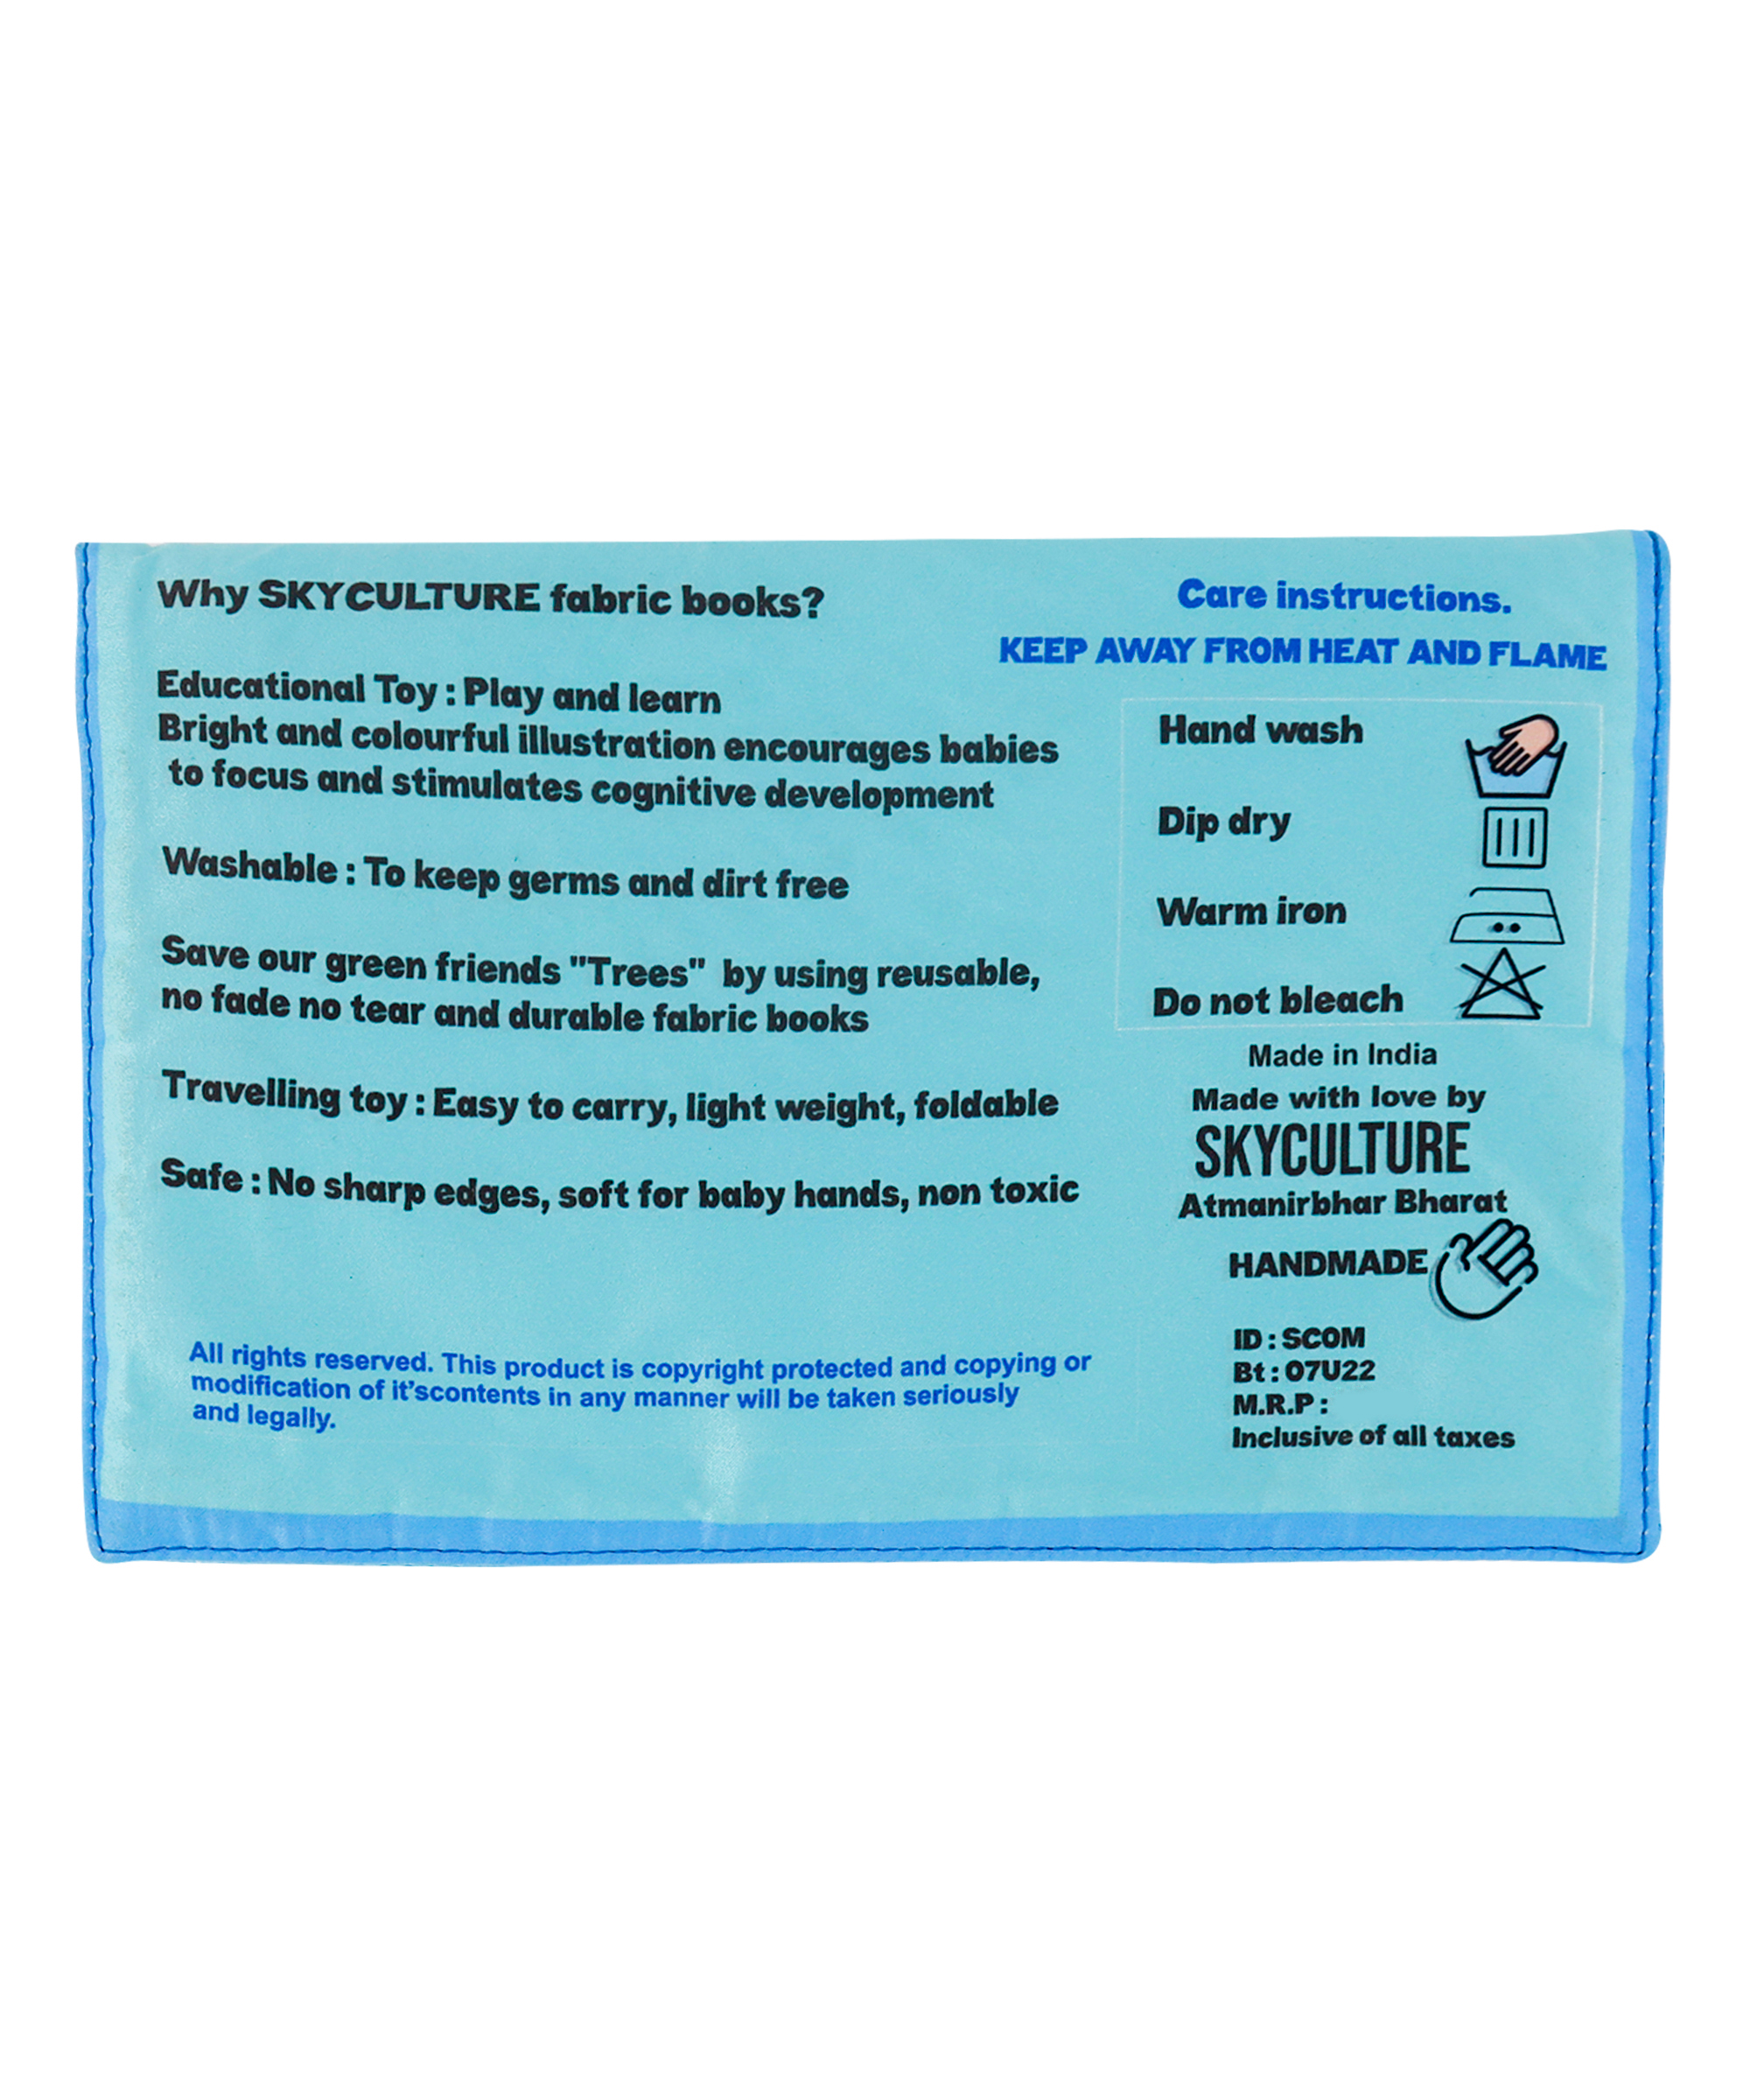 Why SKYCULTURE fabric books?
Educational Toy : Play and learn
Bright and colourful illustration encourages babies
to focus and stimulates cognitive development
Washable : To keep germs and dirt free
Save our green friends "Trees" by using reusable,
no fade no tear and durable fabric books
Travelling toy : Easy to carry, light weight, foldable
Safe : No sharp edges, soft for baby hands, non toxic
All rights reserved. This product is copyright protected and copying or
modification of it'scontents in any manner will be taken seriously
and legally.
Care instructions.
KEEP AWAY FROM HEAT AND FLAME
Hand wash
Dip dry
Warm iron
Do not bleach
Made in India
Made with love by
SKYCULTURE
Atmanirbhar Bharat
HANDMADE
ID : SCOM
Bt : 07U22
M.R.P :
Inclusive of all taxes